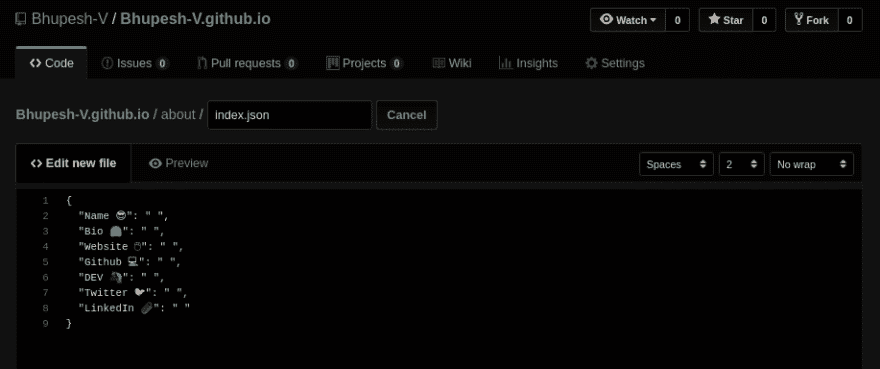 Bhupesh-V / Bhupesh-V.github.io
Watch 0 Star 0 Fork 0
Code Issues 0 Pull requests 0 Projects 0 Wiki Insights Settings
Bhupesh-V.github.io / about / index.json Cancel
Edit new file Preview Spaces 2 No wrap
1 {
2 "Name 😎": " ",
3 "Bio ": " ",
4 "Website 🖱": " ",
5 "Github 💻": " ",
6 "DEV ": " ",
7 "Twitter 🐦": " ",
8 "LinkedIn ": " "
9 }